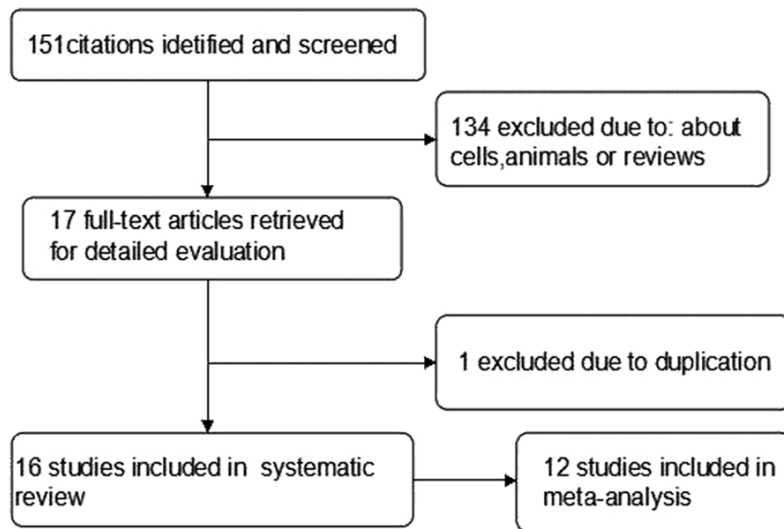 151citations idetified and screened
134 excluded due to: about
cells,animals or reviews
17 full-text articles retrieved
for detailed evaluation
1 excluded due to duplication
16 studies included in systematic
review
12 studies included in
meta-analysis